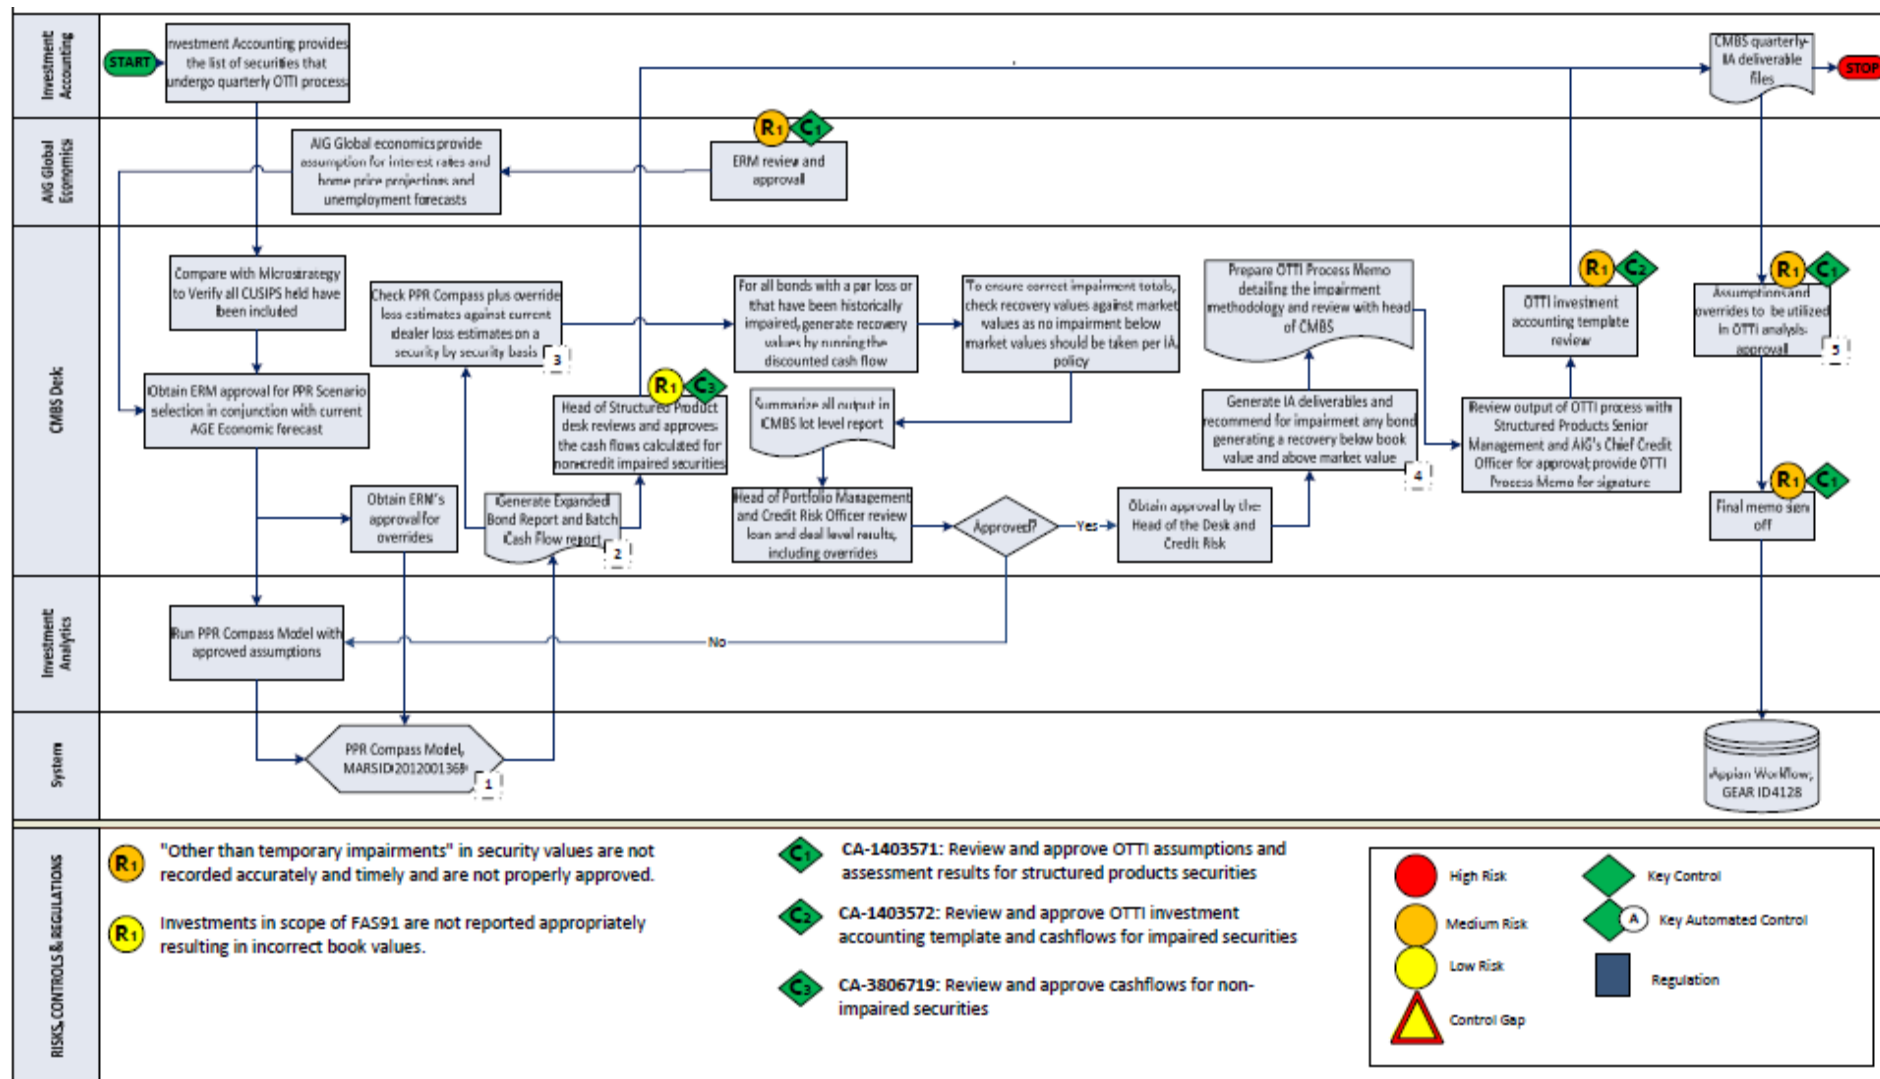 Investment
Accounting
START
nvestment Accounting provides
the list of securities that
undergo quarterly OTTI process
CMBS quarterly
IA deliverable
files
STOP
AIG Global
Economics
AIG Global economics provide
assumption for interest rates and
home price projections and
unemployment forecasts
R1
C1
ERM review and
approval
CMBS Desk
Compare with Microstrategy
to Verify all CUSIPS held have
been included
Obtain ERM approval for PPR Scenario
selection in conjunction with current
AGE Economic forecast
Obtain ERM's
approval for
overrides
Check PPR Compass plus override
loss estimates against current
dealer loss estimates on a
security by security basis
3
Generate Expanded
Bond Report and Batch
Cash Flow report
2
R1
C3
Head of Structured Product
desk reviews and approves
the cash flows calculated for
non-credit impaired securities
For all bonds with a par loss or
that have been historically
impaired, generate recovery
values by running the
discounted cash flow
To ensure correct impairment totals,
check recovery values against market
values as no impairment below
market values should be taken per IA
policy
Summarize all output in
CMBS lot level report
Head of Portfolio Management
and Credit Risk Officer review
loan and deal level results,
including overrides
Approved?
Yes
No
Obtain approval by the
Head of the Desk and
Credit Risk
Generate IA deliverables and
recommend for impairment any bond
generating a recovery below book
value and above market value
4
Prepare OTTI Process Memo
detailing the impairment
methodology and review with head
of CMBS
Review output of OTTI process with
Structured Products Senior
Management and AIG's Chief Credit
Officer for approval; provide OTTI
Process Memo for signature
R1
C2
OTTI investment
accounting template
review
R1
C1
Assumptions and
overrides to be utilized
in OTTI analysis
approval
5
R1
C1
Final memo sign
off
Investment
Analytics
Run PPR Compass Model with
approved assumptions
System
PPR Compass Model,
MARSID2012001369
1
Appian Workflow,
GEAR ID4128
RISKS, CONTROLS & REGULATIONS
R1
"Other than temporary impairments" in security values are not
recorded accurately and timely and are not properly approved.
R1
Investments in scope of FAS91 are not reported appropriately
resulting in incorrect book values.
C1
CA-1403571: Review and approve OTTI assumptions and
assessment results for structured products securities
C2
CA-1403572: Review and approve OTTI investment
accounting template and cashflows for impaired securities
C3
CA-3806719: Review and approve cashflows for non-
impaired securities
High Risk
Medium Risk
Low Risk
Control Gap
Key Control
A
Key Automated Control
Regulation